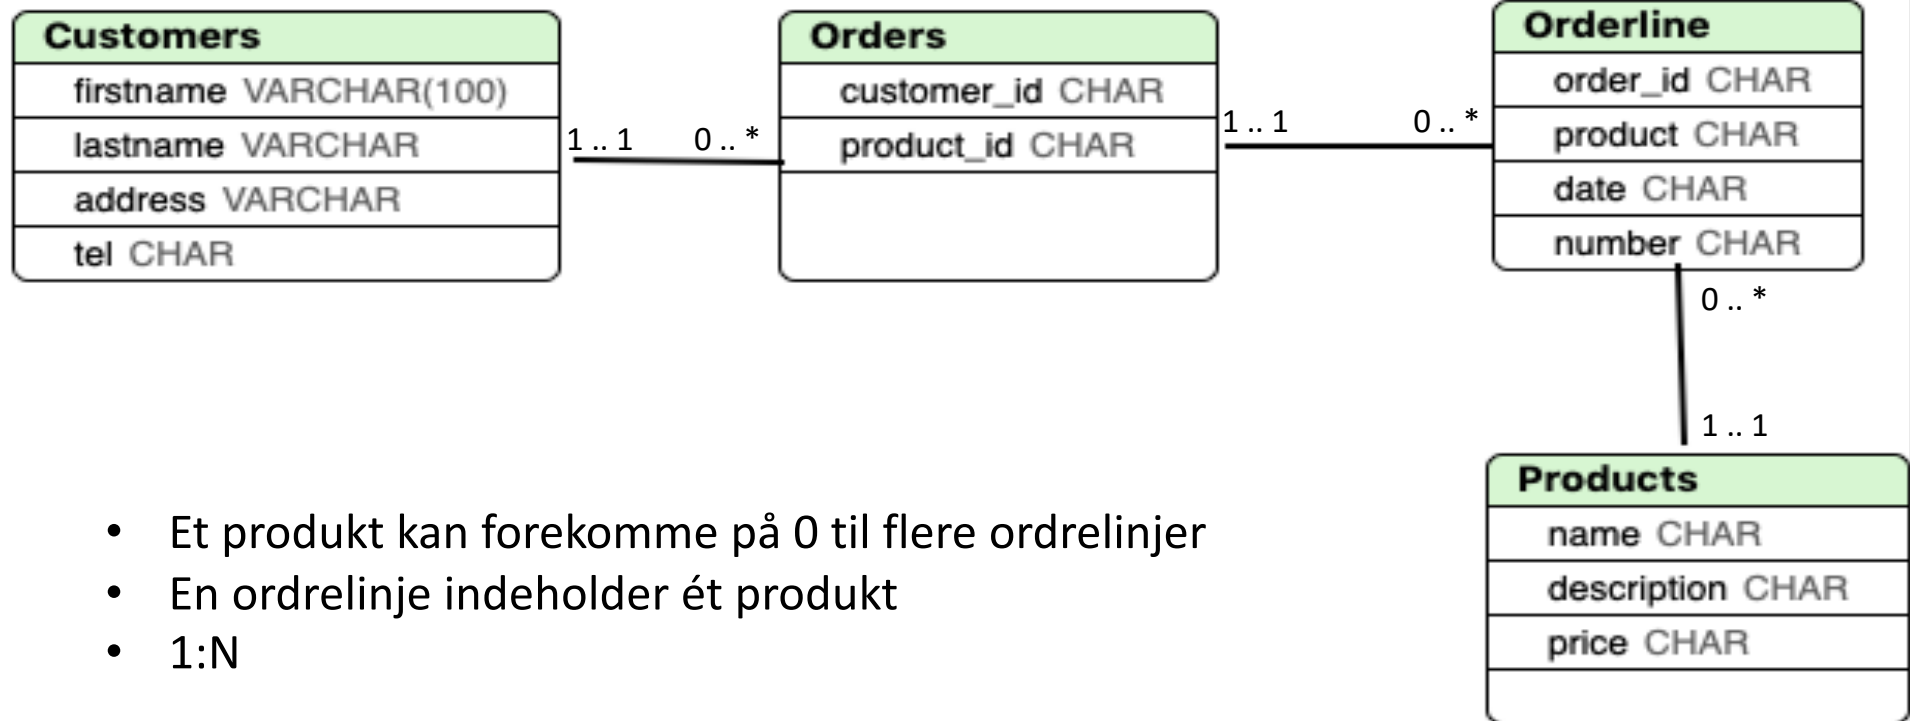 Customers
firstname VARCHAR(100)
lastname VARCHAR
address VARCHAR
tel CHAR
1 .. 1
0 .. *
Orders
customer_id CHAR
product_id CHAR
1 .. 1
0 .. *
Orderline
order_id CHAR
product CHAR
date CHAR
number CHAR
0 .. *
1 .. 1
Products
name CHAR
description CHAR
price CHAR
• Et produkt kan forekomme på 0 til flere ordrelinjer
• En ordrelinje indeholder ét produkt
• 1:N